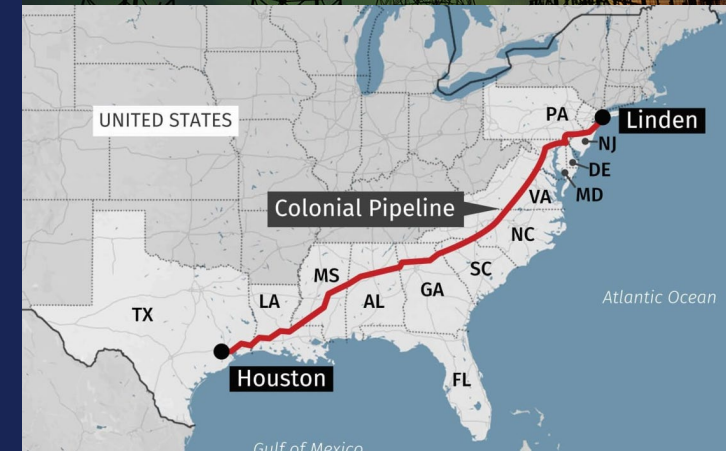 UNITED STATES
PA
Linden
NJ
DE
MD
VA
Colonial Pipeline
NC
SC
MS
AL
GA
LA
TX
Atlantic Ocean
Houston
FL
Gulf of Mexico